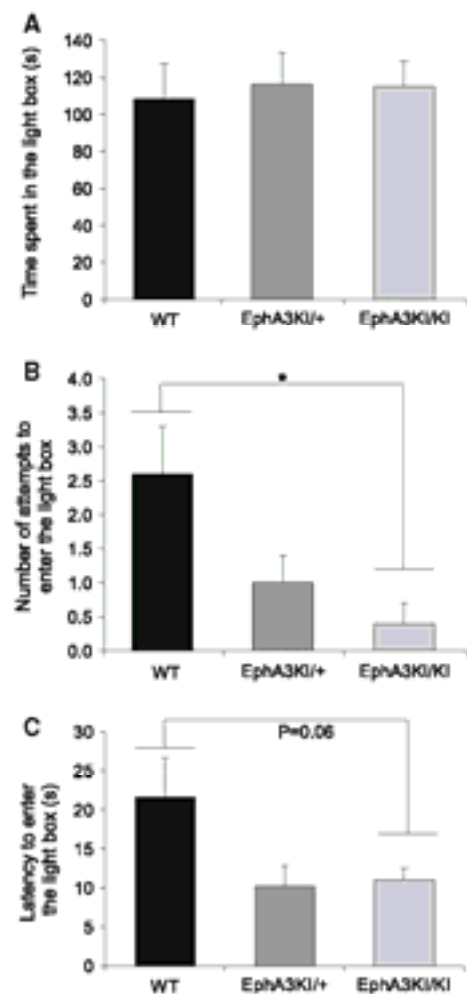 A
Time spent in the light box (s)
140
120
100
80
60
40
20
0
WT EphA3KI/+ EphA3KI/KI
B
Number of attempts to
enter the light box
4.0
3.5
3.0
2.5
2.0
1.5
1.0
0.5
0.0
*
WT EphA3KI/+ EphA3KI/KI
C
Latency to enter
the light box (s)
30
25
20
15
10
5
0
P=0.06
WT EphA3KI/+ EphA3KI/KI